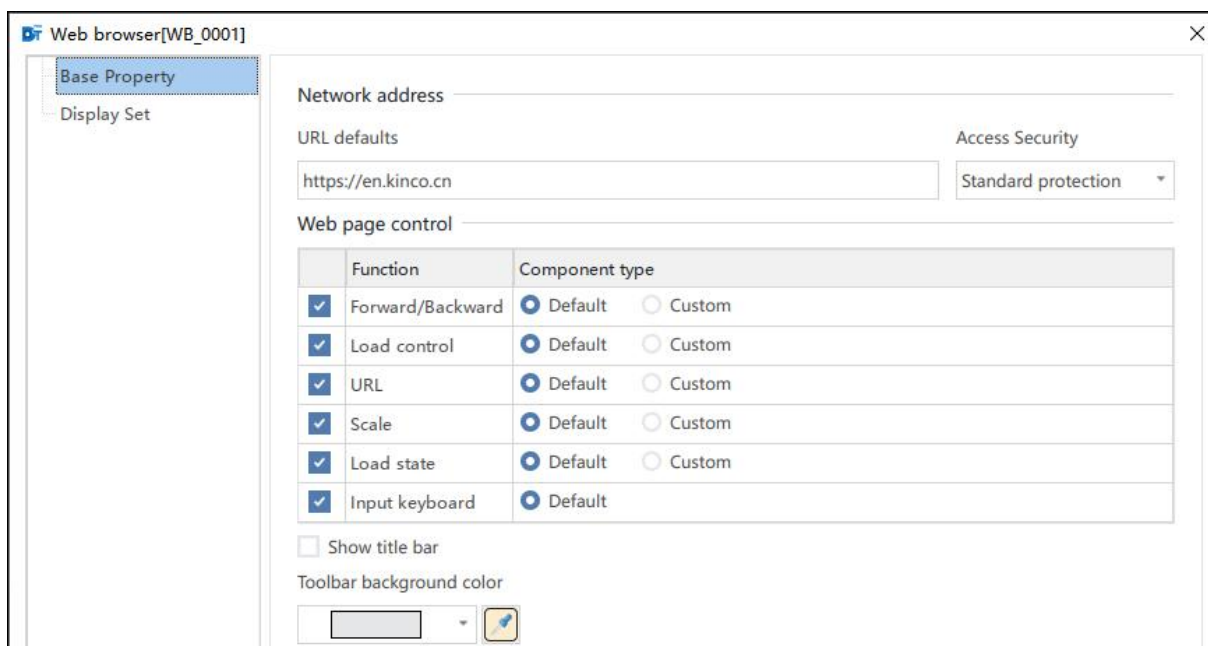 Web browser[WB_0001]
Base Property
Display Set
Network address
URL defaults
Access Security
https://en.kinco.cn
Standard protection
Web page control
Function Component type
Forward/Backward Default Custom
Load control Default Custom
URL Default Custom
Scale Default Custom
Load state Default Custom
Input keyboard Default
Show title bar
Toolbar background color